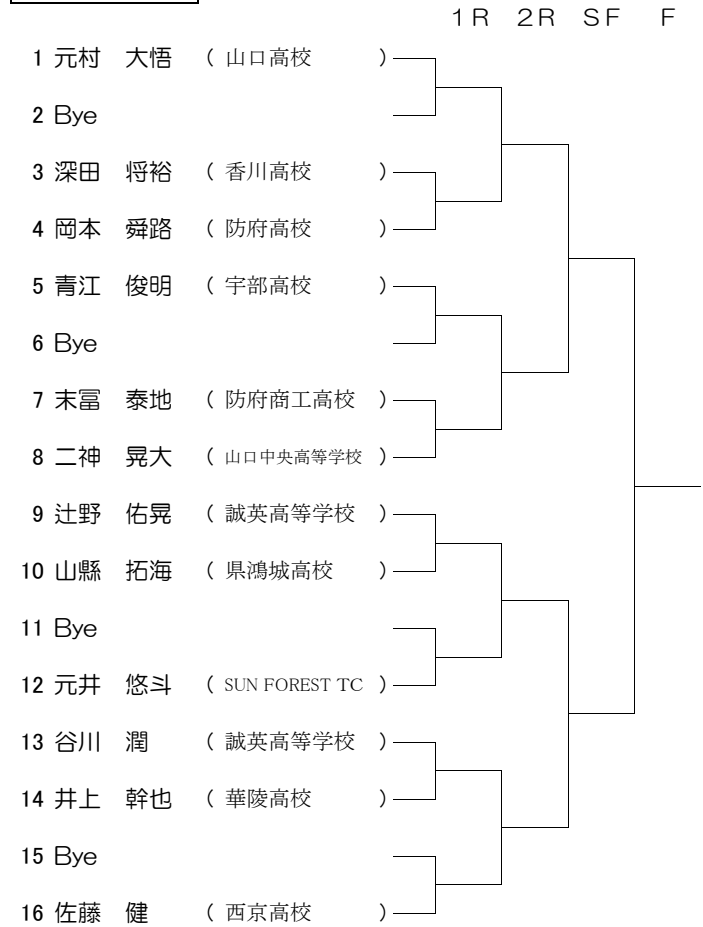 1R 2R SF F
1 元村 大悟 ( 山口高校 )
2 Bye
3 深田 将裕 ( 香川高校 )
4 岡本 舜路 ( 防府高校 )
5 青江 俊明 ( 宇部高校 )
6 Bye
7 末冨 泰地 ( 防府商工高校 )
8 二神 晃大 ( 山口中央高等学校 )
9 辻野 佑晃 ( 誠英高等学校 )
10 山縣 拓海 ( 県鴻城高校 )
11 Bye
12 元井 悠斗 ( SUN FOREST TC )
13 谷川 潤 ( 誠英高等学校 )
14 井上 幹也 ( 華陵高校 )
15 Bye
16 佐藤 健 ( 西京高校 )